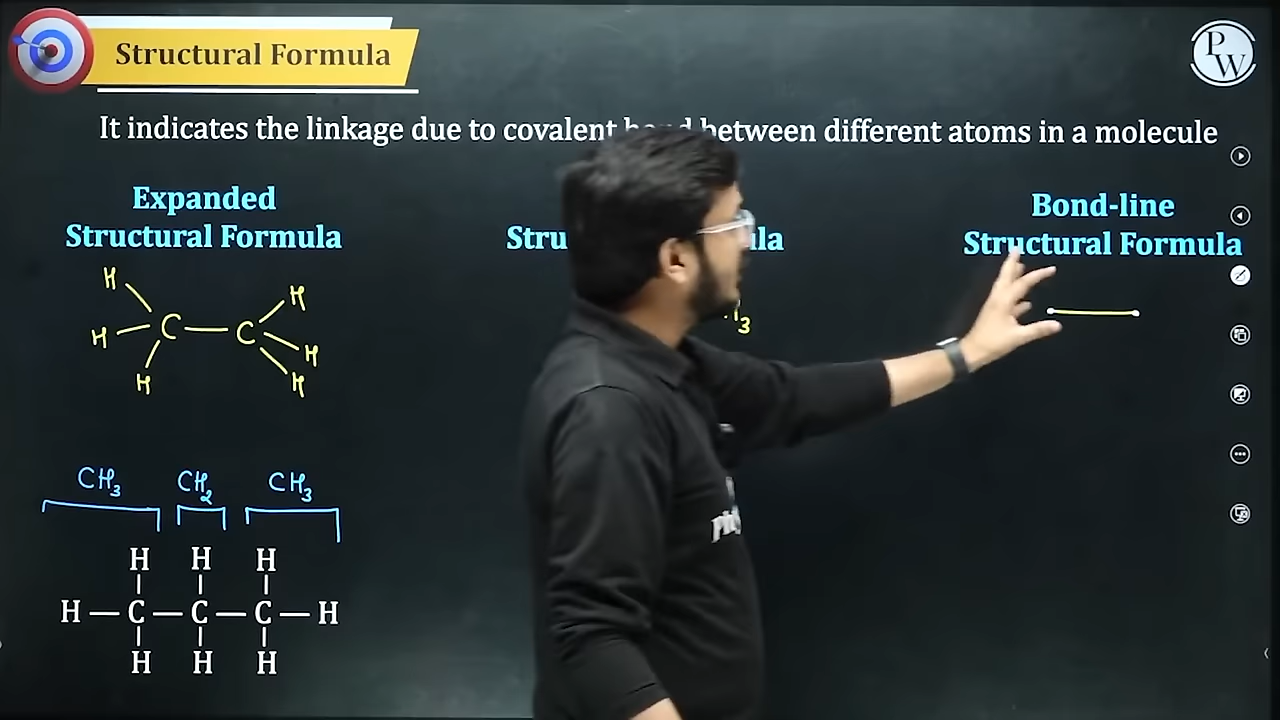 Structural Formula
PW
It indicates the linkage due to covalent between different atoms in a molecule
Expanded
Structural Formula
H
H
H
C — C
H
H
H
Bond-line
Structural Formula
CH₃ CH₂ CH₃
H H H
H — C — C — C — H
H H H